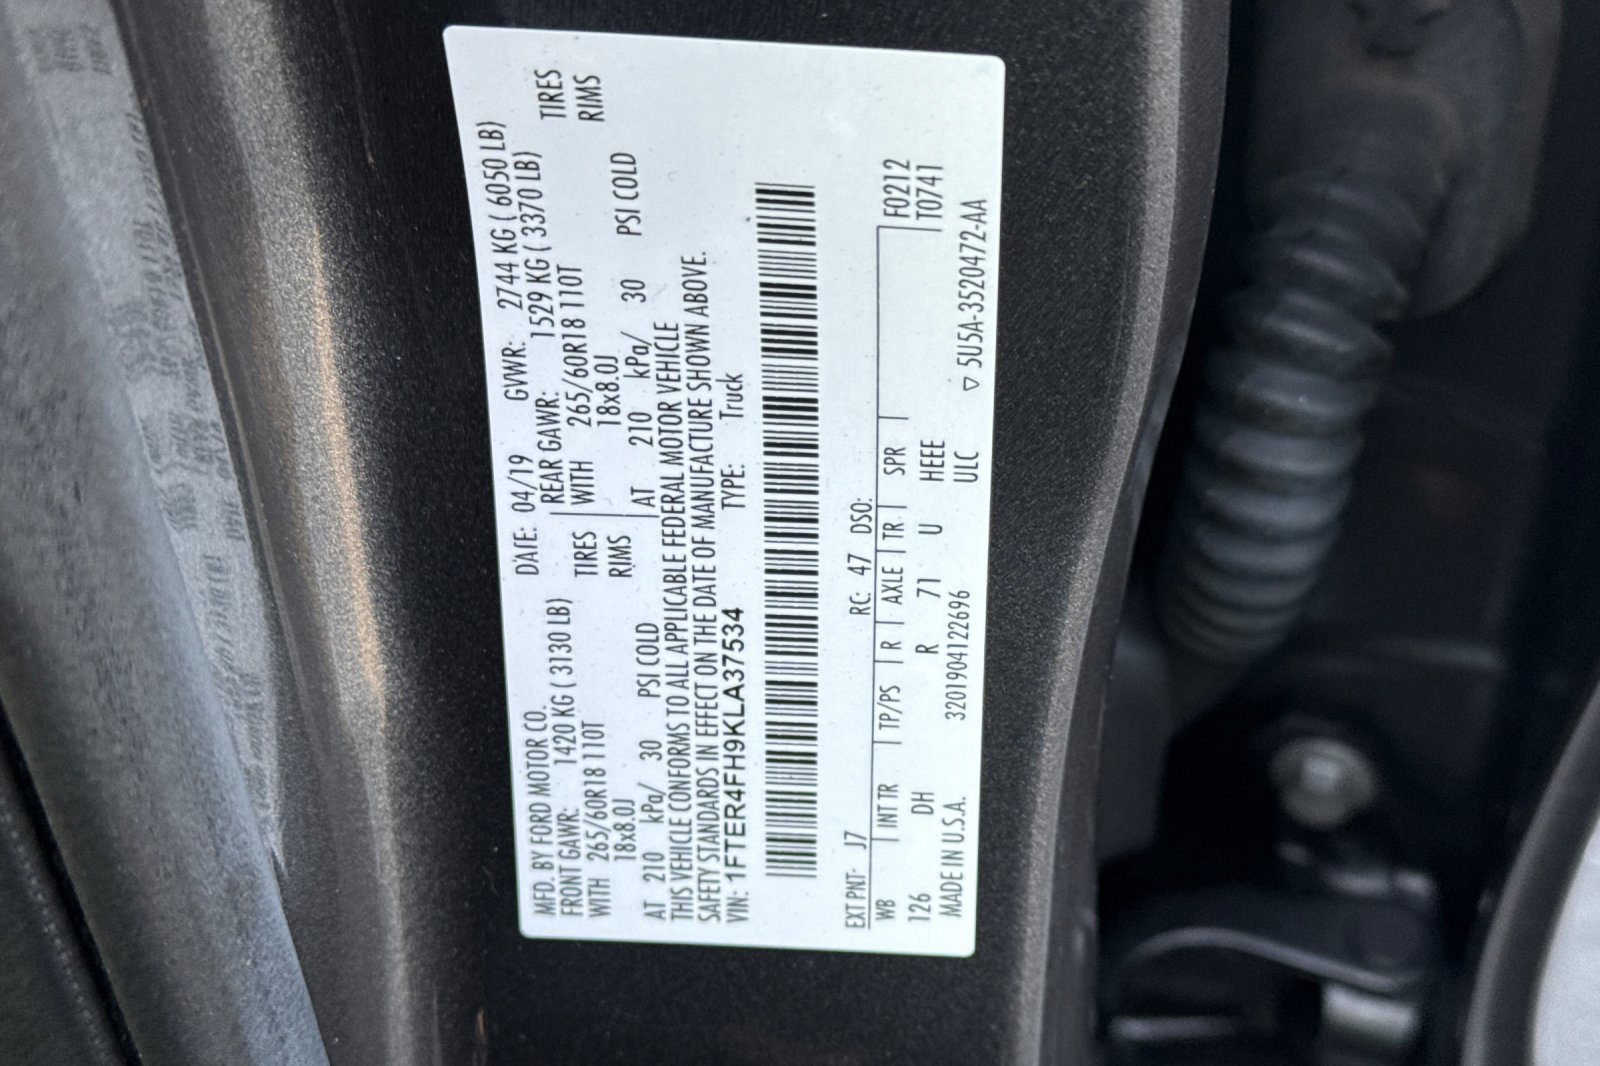 MFD. BY FORD MOTOR CO. DATE: 04/19 GVWR: 2744 KG ( 6050 LB)
FRONT GAWR: 1420 KG ( 3130 LB) REAR GAWR: 1529 KG ( 3370 LB)
WITH 265/60R18 110T TIRES WITH 265/60R18 110T TIRES
18x8.0J RIMS 18x8.0J RIMS
AT 210 kPa/ 30 PSI COLD AT 210 kPa/ 30 PSI COLD
THIS VEHICLE CONFORMS TO ALL APPLICABLE FEDERAL MOTOR VEHICLE
SAFETY STANDARDS IN EFFECT ON THE DATE OF MANUFACTURE SHOWN ABOVE.
VIN: 1FTER4FH9KLA37534 TYPE: Truck
EXT PNT: J7 RC: 47 DSO:
WB INT TR TP/PS R AXLE TR SPR F0212
126 DH R 71 U HEEE T0741
MADE IN U.S.A. 3201904122696 ULC ▽ 5U5A-3520472-AA